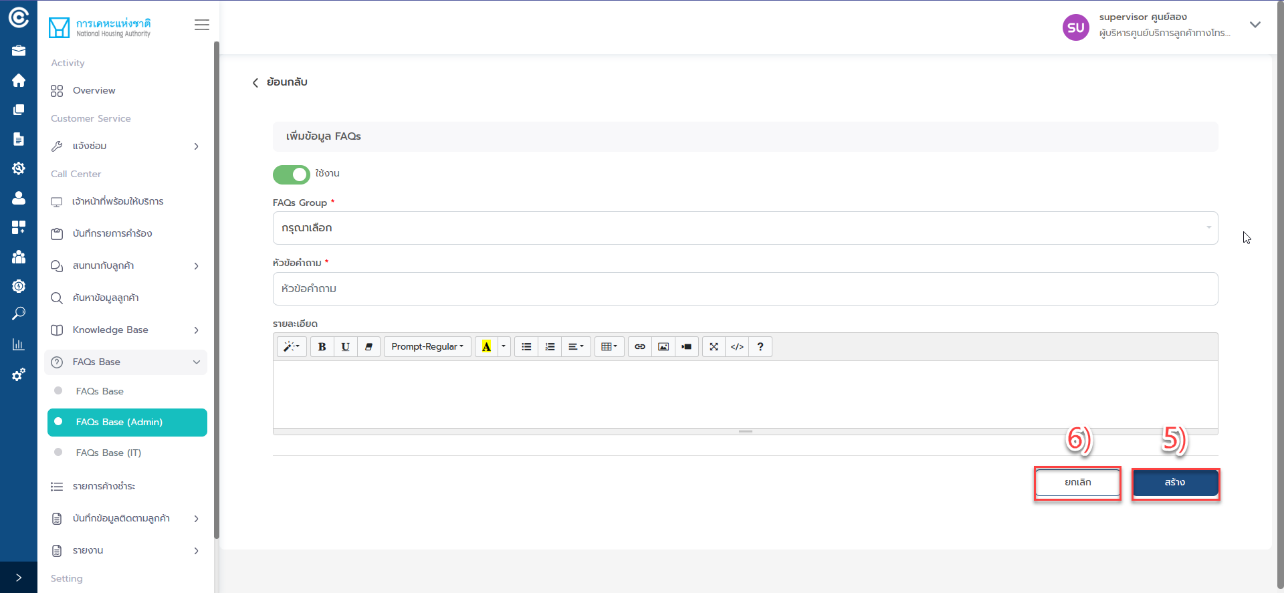 การเคหะแห่งชาติ
National Housing Authority
supervisor ศูนย์สอง
SU
ผู้บริหารศูนย์บริการลูกค้าทางโทร...
Activity
Overview
Customer Service
แจ้งซ่อม
Call Center
เจ้าหน้าที่พร้อมให้บริการ
บันทึกรายการคำร้อง
สนทนากับลูกค้า
ค้นหาข้อมูลลูกค้า
Knowledge Base
FAQs Base
FAQs Base
FAQs Base (Admin)
FAQs Base (IT)
รายการค้างชำระ
บันทึกข้อมูลติดตามลูกค้า
รายงาน
Setting
ย้อนกลับ
เพิ่มข้อมูล FAQs
ใช้งาน
FAQs Group *
กรุณาเลือก
หัวข้อคำถาม *
หัวข้อคำถาม
รายละเอียด
B U Prompt-Regular A </> ?
6) 5)
ยกเลิก สร้าง